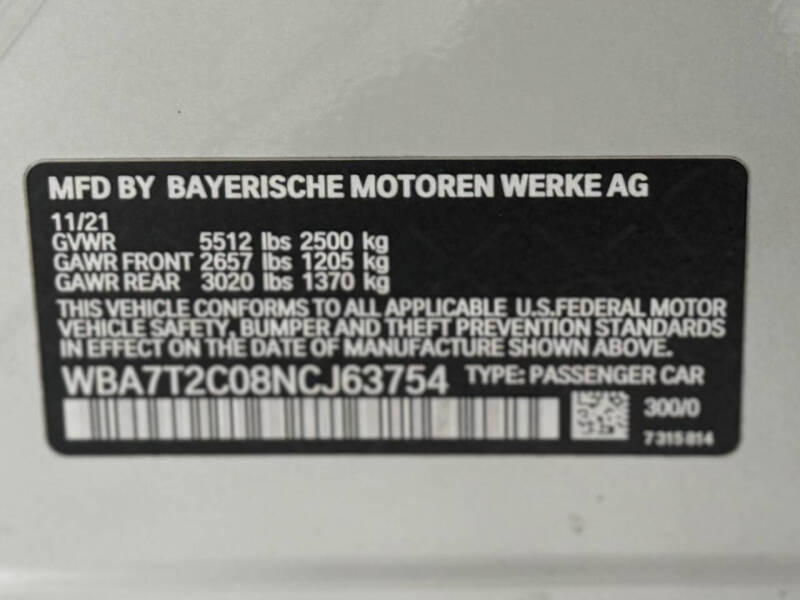 MFD BY BAYERISCHE MOTOREN WERKE AG
11/21
GVWR 5512 lbs 2500 kg
GAWR FRONT 2657 lbs 1205 kg
GAWR REAR 3020 lbs 1370 kg
THIS VEHICLE CONFORMS TO ALL APPLICABLE U.S.FEDERAL MOTOR
VEHICLE SAFETY, BUMPER AND THEFT PREVENTION STANDARDS
IN EFFECT ON THE DATE OF MANUFACTURE SHOWN ABOVE.
WBA7T2C08NCJ63754 TYPE: PASSENGER CAR
300/0
7315814